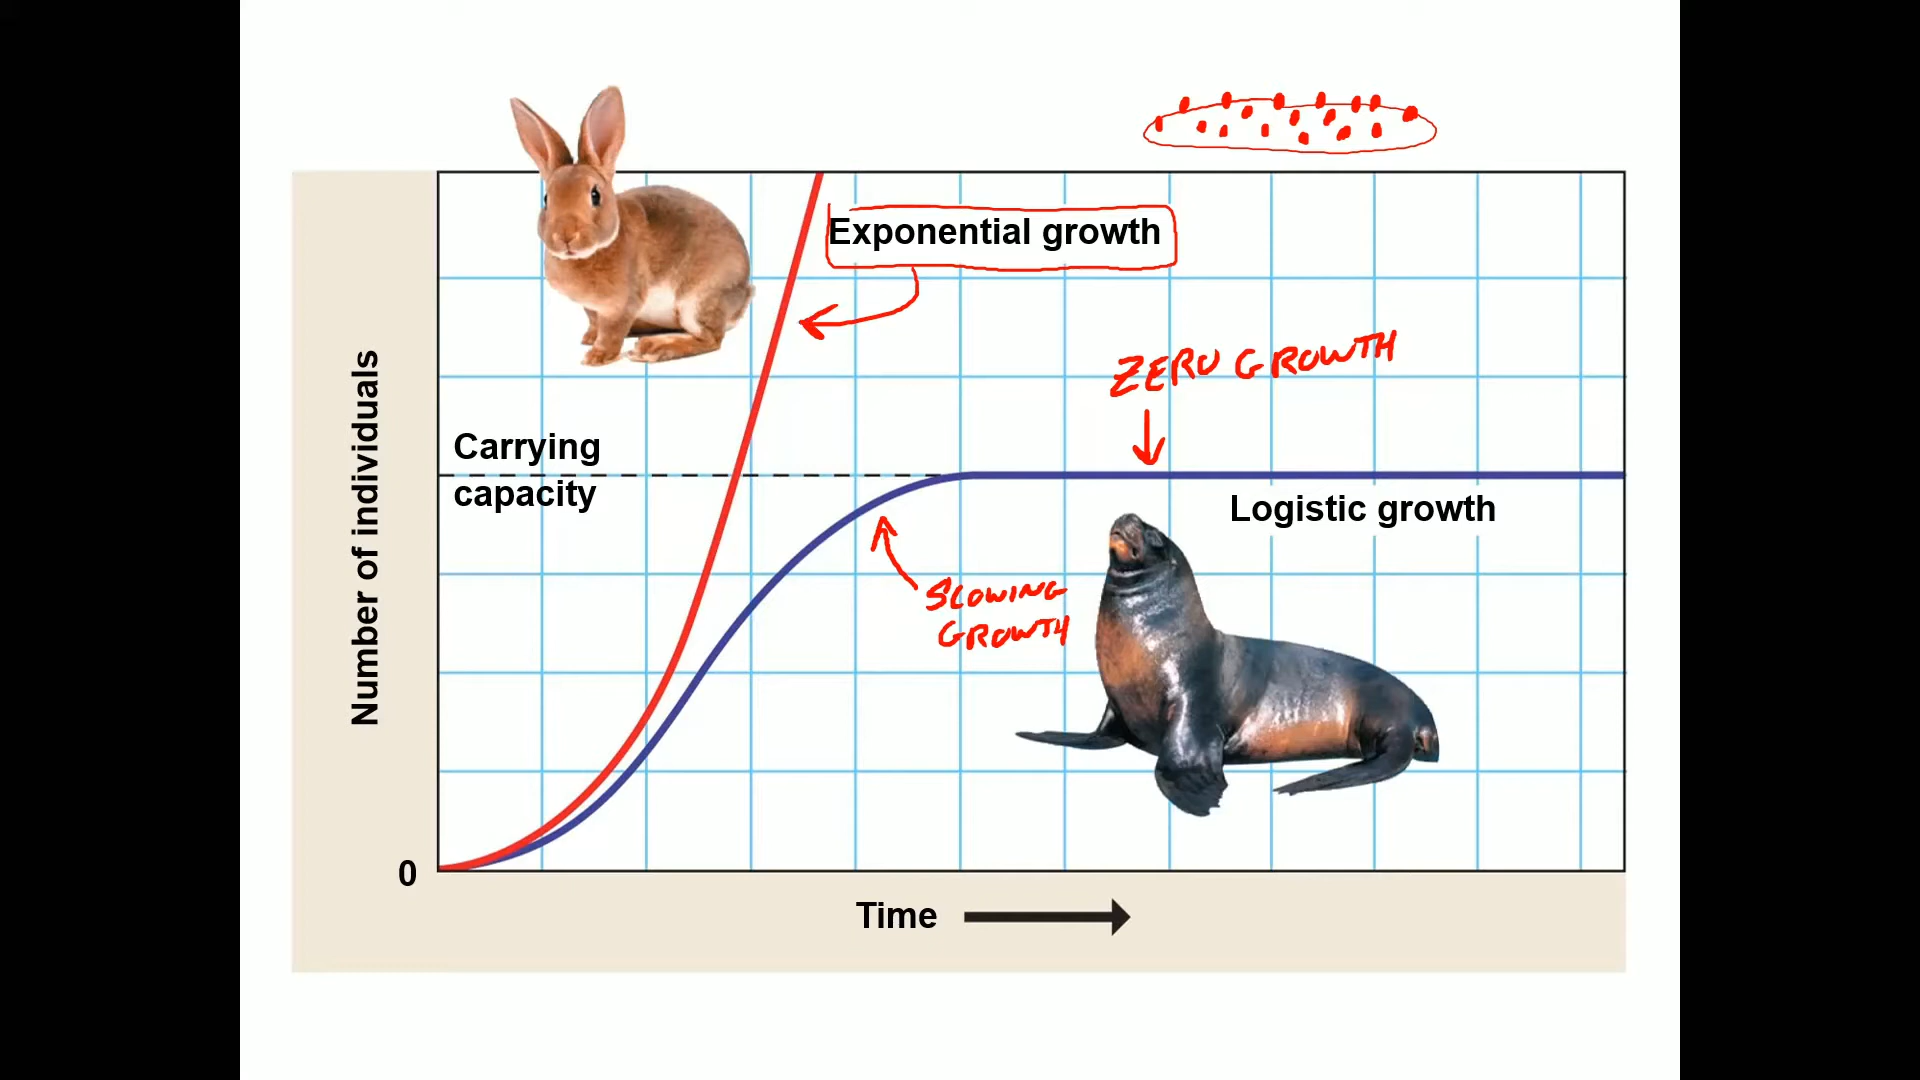 Exponential growth
ZERO GROWTH
Carrying
capacity
Logistic growth
SLOWING
GROWTH
Number of individuals
0
Time